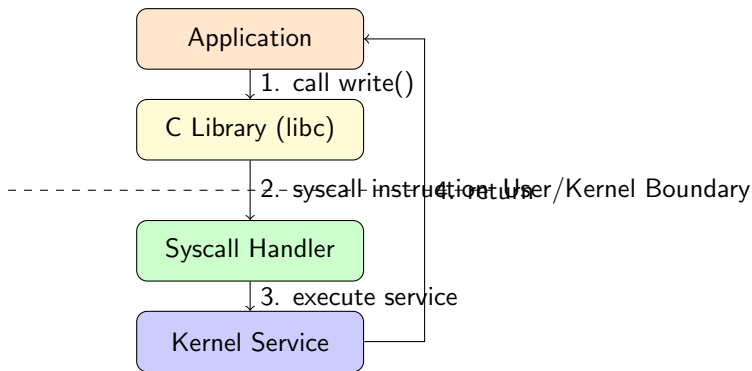 Application
1. call write()
C Library (libc)
2. syscall instruction
4. return
User/Kernel Boundary
Syscall Handler
3. execute service
Kernel Service